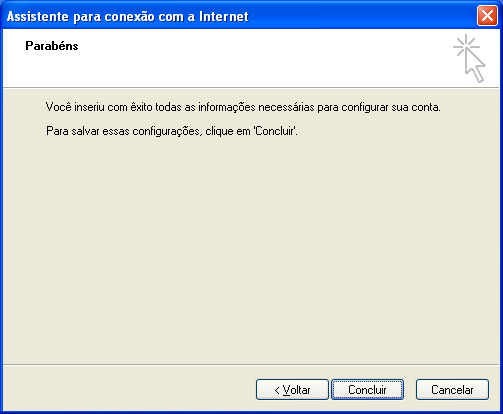 Assistente para conexão com a Internet
Parabéns
Você inseriu com êxito todas as informações necessárias para configurar sua conta.
Para salvar essas configurações, clique em 'Concluir'.
< Voltar Concluir Cancelar